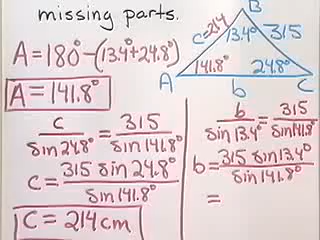 missing parts.
A = 180° - (13.4° + 24.8°)
A = 141.8°
c/sin 24.8° = 315/sin 141.8°
c = 315 sin 24.8°/sin 141.8°
C = 214 cm
B
c = 214
13.4°
315
141.8°
24.8°
A
b
C
b/sin 13.4° = 315/sin 141.8°
b = 315 sin 13.4°/sin 141.8°
=